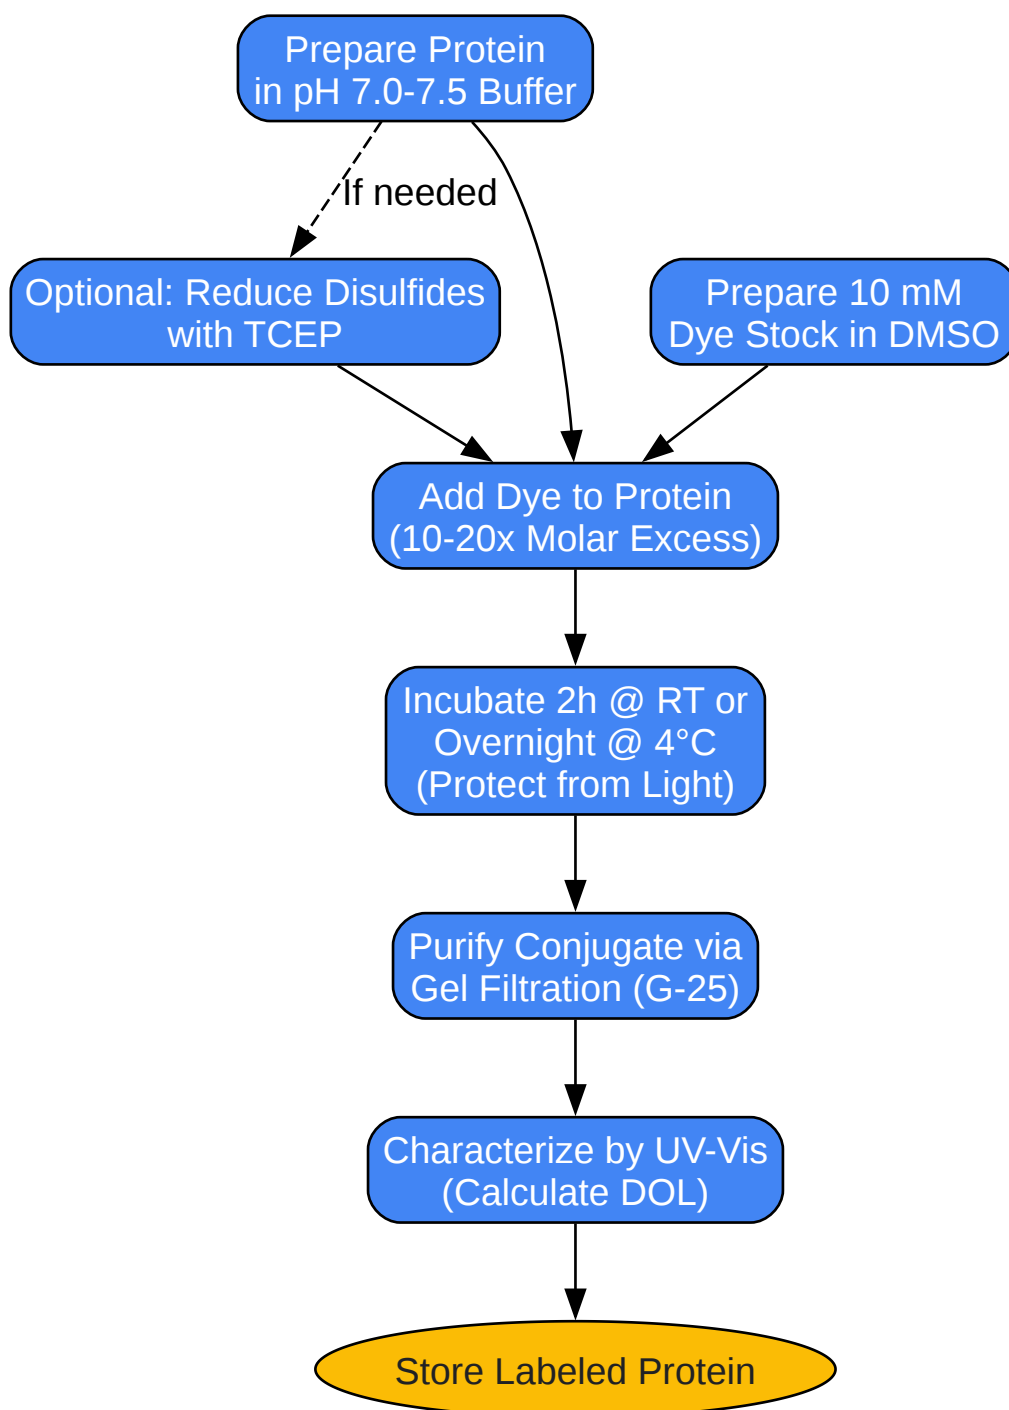 Prepare Protein
in pH 7.0-7.5 Buffer
If needed
Optional: Reduce Disulfides
with TCEP
Prepare 10 mM
Dye Stock in DMSO
Add Dye to Protein
(10-20x Molar Excess)
Incubate 2h @ RT or
Overnight @ 4°C
(Protect from Light)
Purify Conjugate via
Gel Filtration (G-25)
Characterize by UV-Vis
(Calculate DOL)
Store Labeled Protein